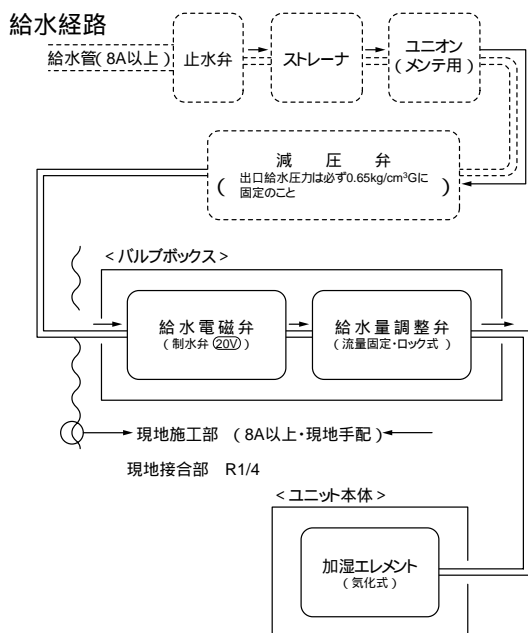 給水経路
給水管(8A以上)
止水弁
ストレーナ
ユニオン
(メンテ用)
減圧弁
(出口給水圧力は必ず0.65kg/cm³Gに
固定のこと)
<バルブボックス>
給水電磁弁
(制水弁 20V)
給水量調整弁
(流量固定・ロック式)
現地施工部 (8A以上・現地手配)
現地接合部 R1/4
<ユニット本体>
加湿エレメント
(気化式)